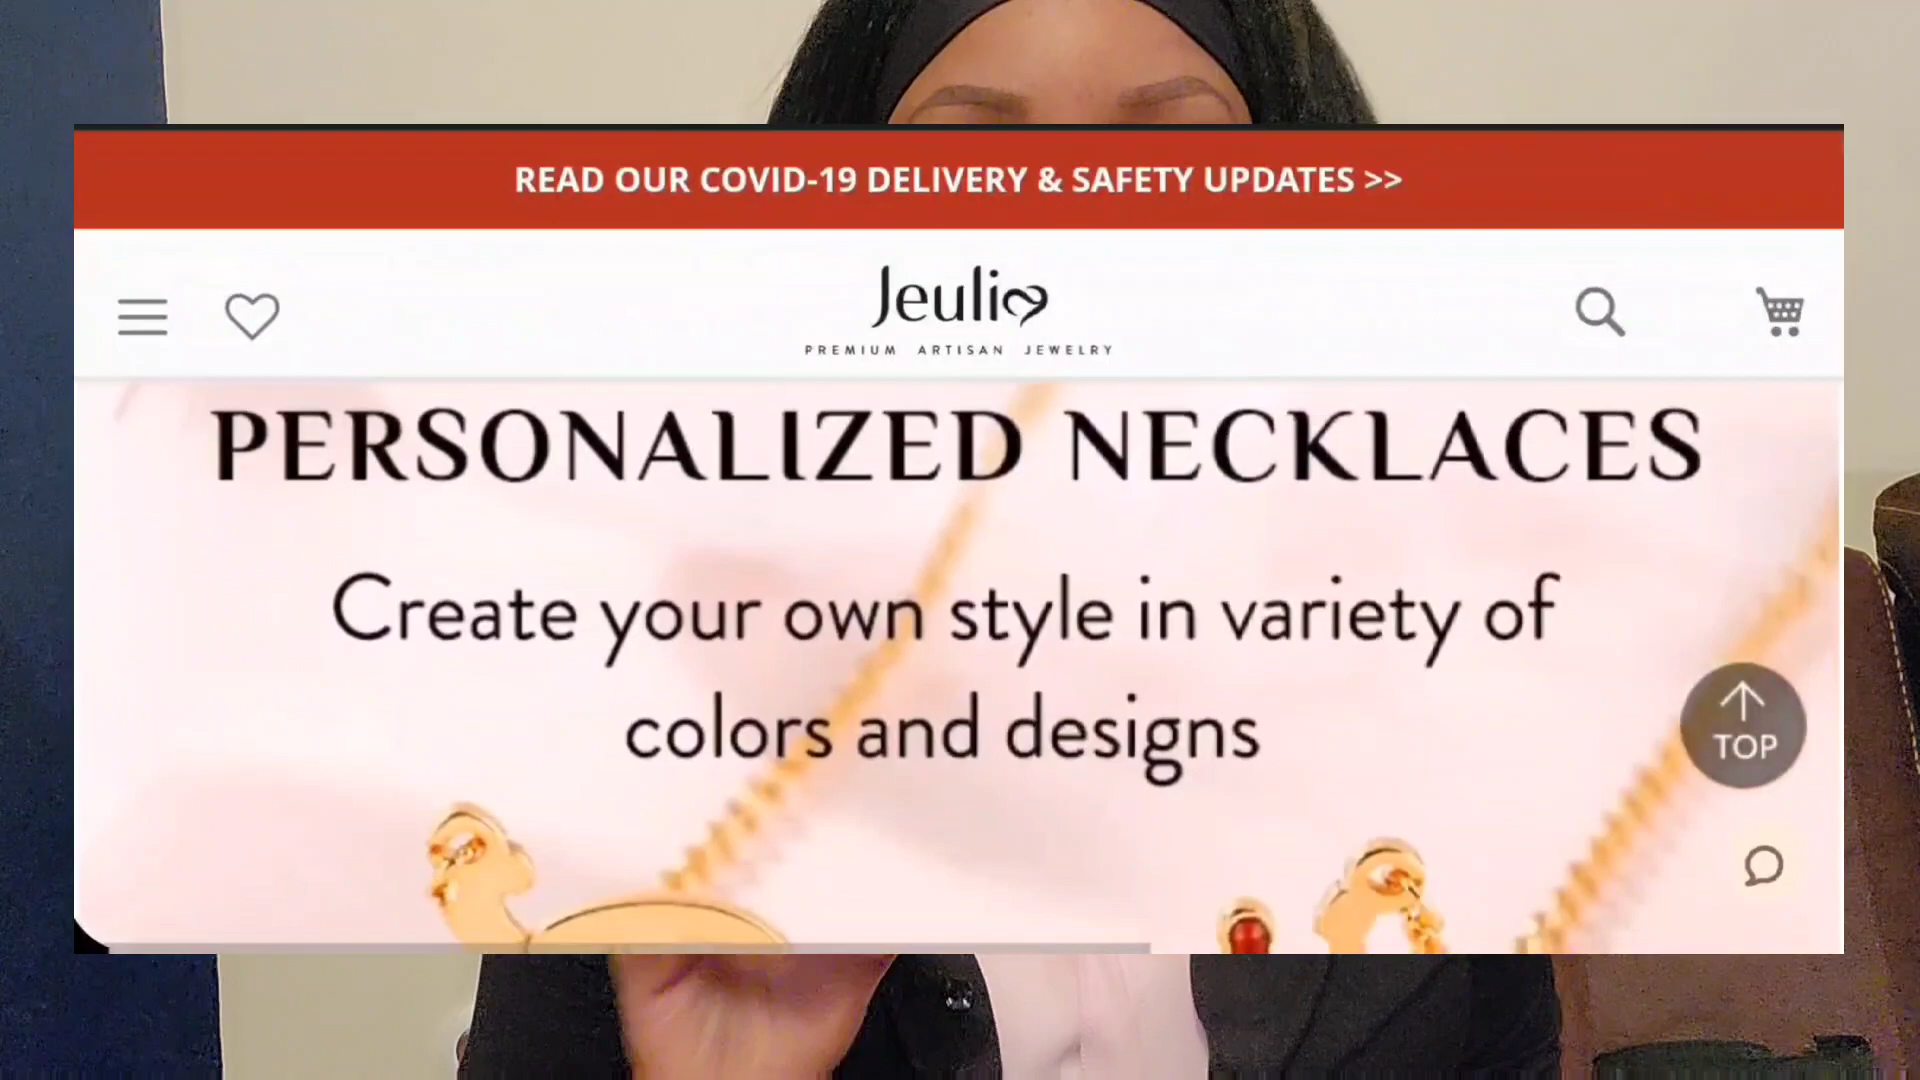 READ OUR COVID-19 DELIVERY & SAFETY UPDATES >>
Jeulia
PREMIUM ARTISAN JEWELRY
PERSONALIZED NECKLACES
Create your own style in variety of
colors and designs
TOP